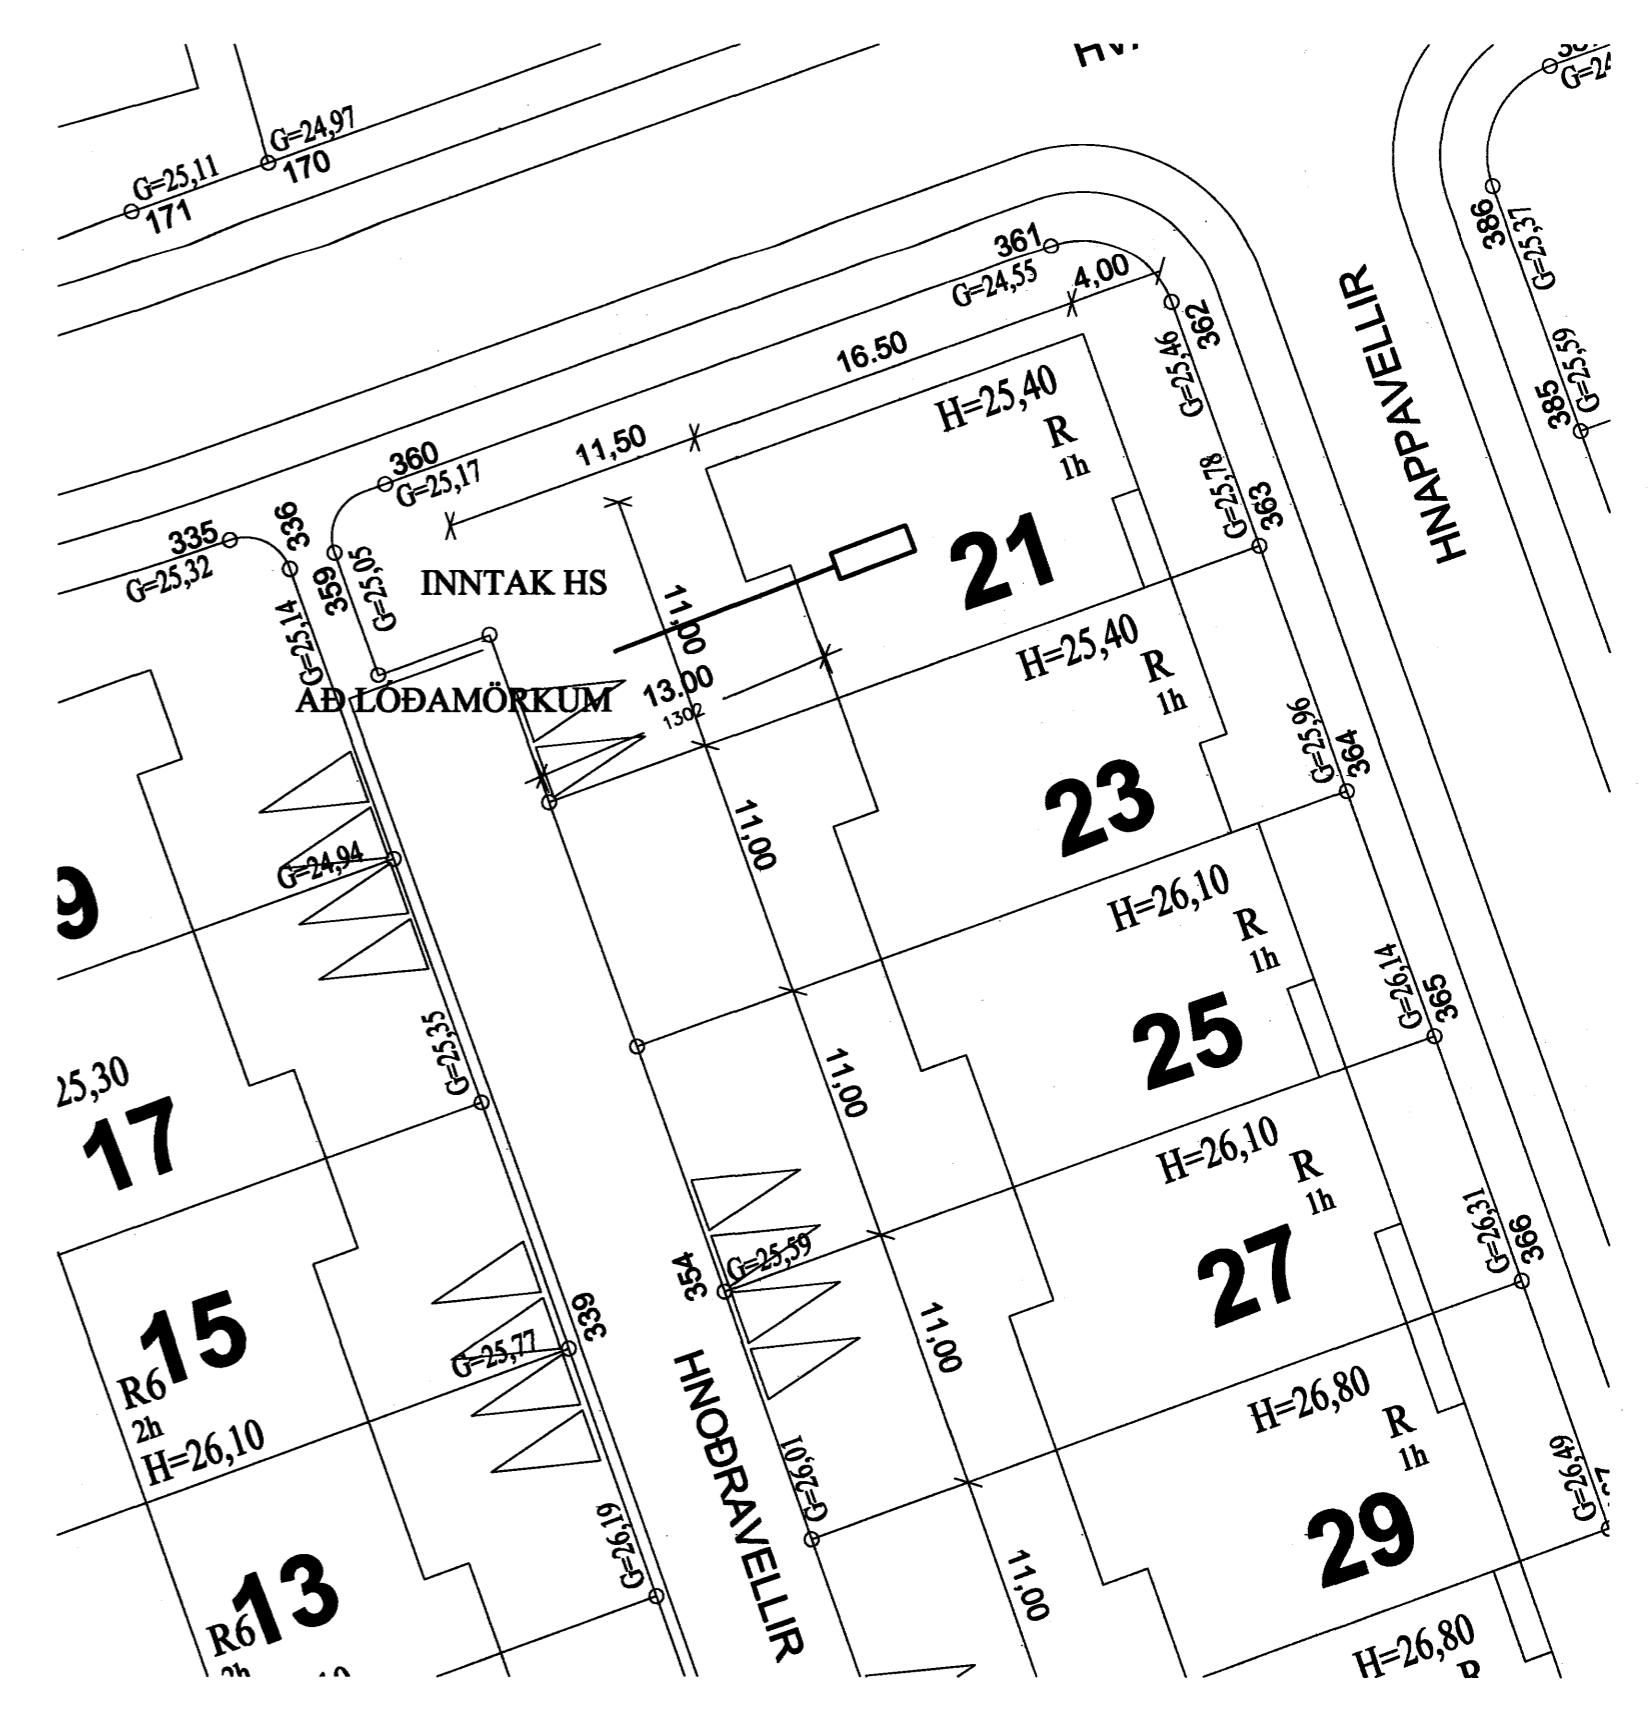 G=24,97
170
G=25,11
171
386
G=25,37
361
G=24,55
4,00
362
G=25,46
HNAPPAVELLIR
385
G=25,59
16.50
H=25,40
R
1h
11,50
360
G=25,17
335
G=25,32
336
359
G=25,05
G=25,14
INNTAK HS
21
G=25,78
363
11,00
13.00
1302
AÐ LÓÐAMÖRKUM
H=25,40
R
1h
23
G=25,96
364
11,00
G=24,94
9
H=26,10
R
1h
25
G=26,14
365
G=25,35
11,00
25,30
17
H=26,10
R
1h
27
G=26,31
366
354
G=25,59
11,00
15
R6
2h
H=26,10
339
G=25,77
HNOÐRAVELLIR
H=26,80
R
1h
29
G=26,49
G=26,01
G=26,19
11,00
13
R6
2h
H=26,80
R